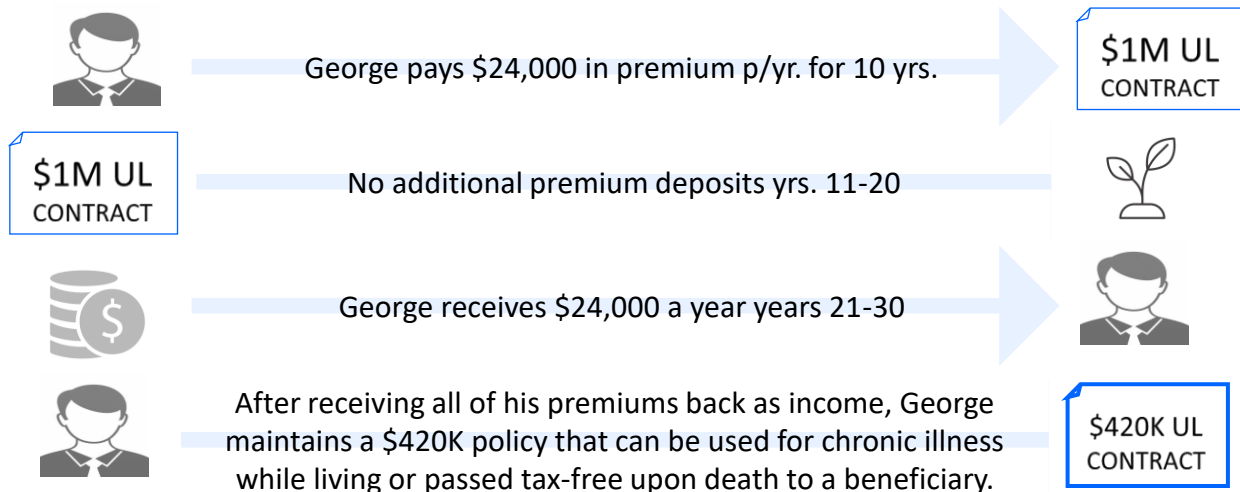 George pays $24,000 in premium p/yr. for 10 yrs.
$1M UL
CONTRACT
$1M UL
CONTRACT
No additional premium deposits yrs. 11-20
$
George receives $24,000 a year years 21-30
After receiving all of his premiums back as income, George
maintains a $420K policy that can be used for chronic illness
while living or passed tax-free upon death to a beneficiary.
$420K UL
CONTRACT